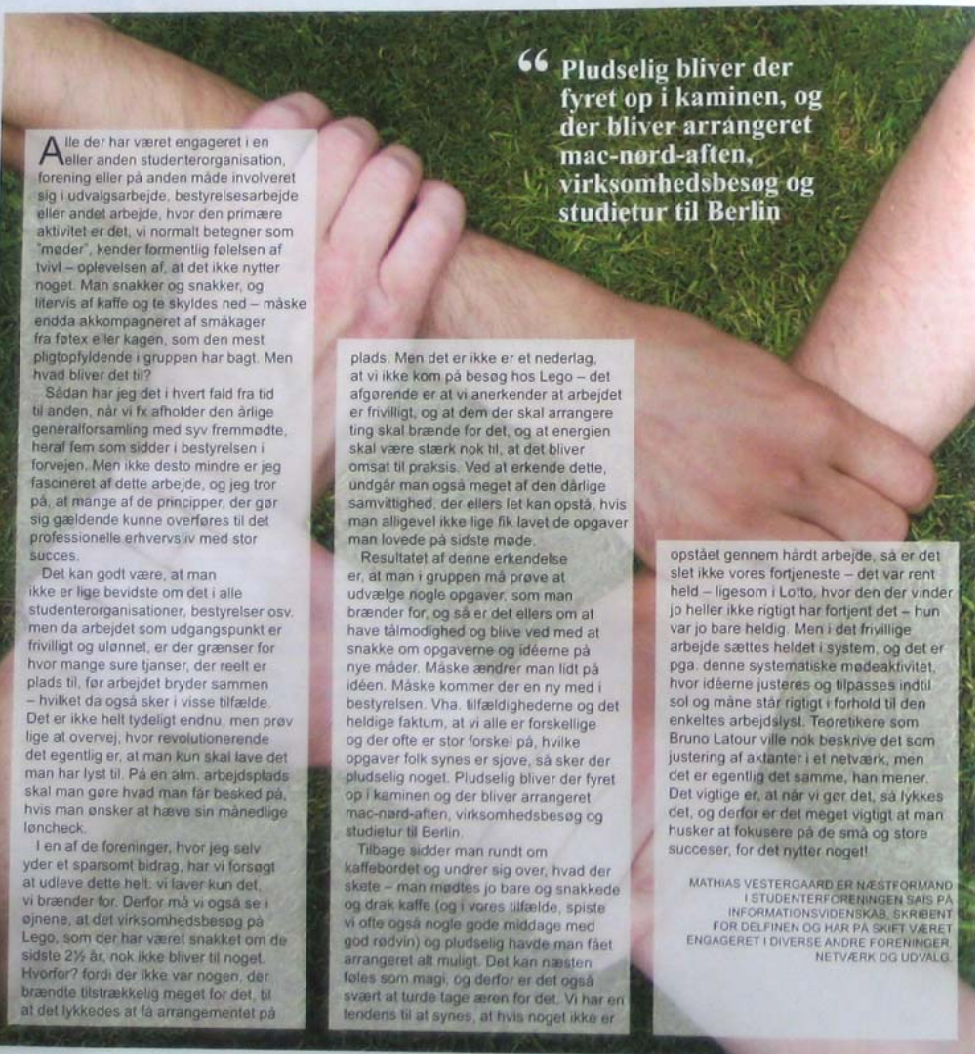 “ Pludselig bliver der
fyret op i kaminen, og
der bliver arrangeret
mac-nørd-aften,
virksomhedsbesøg og
studietur til Berlin
Alle der har været engageret i en
eller anden studenterorganisation,
forening eller på anden måde involveret
sig i udvalgsarbejde, bestyrelsesarbejde
eller andet arbejde, hvor den primære
aktivitet er det, vi normalt betegner som
"møder", kender formentlig følelsen af
tvivl – oplevelsen af, at det ikke nytter
noget. Man snakker og snakker, og
litervis af kaffe og te skyldes ned – måske
endda akkompagneret af småkager
fra føtex eller kagen, som den mest
pligtopfyldende i gruppen har bagt. Men
hvad bliver det til?
Sådan har jeg det i hvert fald fra tid
til anden, når vi fx afholder den årlige
generalforsamling med syv fremmødte,
heraf fem som sidder i bestyrelsen i
forvejen. Men ikke desto mindre er jeg
fascineret af dette arbejde, og jeg tror
på, at mange af de principper, der gør
sig gældende kunne overføres til det
professionelle erhvervsliv med stor
succes.
Det kan godt være, at man
ikke er lige bevidste om det i alle
studenterorganisationer, bestyrelser osv.
men da arbejdet som udgangspunkt er
frivilligt og ulønnet, er der grænser for
hvor mange sure tjanser, der reelt er
plads til, før arbejdet bryder sammen
– hvilket da også sker i visse tilfælde.
Det er ikke helt tydeligt endnu, men prøv
lige at overvej, hvor revolutionerende
det egentlig er, at man kun skal lave det
man har lyst til. På en alm. arbejdsplads
skal man gøre hvad man får besked på,
hvis man ønsker at hæve sin månedlige
løncheck.
I en af de foreninger, hvor jeg selv
yder et sparsomt bidrag, har vi forsøgt
at udleve dette helt: vi laver kun det,
vi brænder for. Derfor må vi også se i
øjnene, at det virksomhedsbesøg på
Lego, som der har været snakket om de
sidste 2½ år, nok ikke bliver til noget.
Hvorfor? fordi der ikke var nogen, der
brændte tilstrækkelig meget for det, til
at det lykkedes at få arrangementet på
plads. Men det er ikke er et nederlag,
at vi ikke kom på besøg hos Lego – det
afgørende er at vi anerkender at arbejdet
er frivilligt, og at dem der skal arrangere
ting skal brænde for det, og at energien
skal være stærk nok til, at det bliver
omsat til praksis. Ved at erkende dette,
undgår man også meget af den dårlige
samvittighed, der ellers let kan opstå, hvis
man alligevel ikke lige fik lavet de opgaver
man lovede på sidste møde.
Resultatet af denne erkendelse
er, at man i gruppen må prøve at
udvælge nogle opgaver, som man
brænder for, og så er det ellers om at
have tålmodighed og blive ved med at
snakke om opgaverne og idéerne på
nye måder. Måske ændrer man lidt på
idéen. Måske kommer der en ny med i
bestyrelsen. Vha. tilfældighederne og det
heldige faktum, at vi alle er forskellige
og der ofte er stor forskel på, hvilke
opgaver folk synes er sjove, så sker der
pludselig noget. Pludselig bliver der fyret
op i kaminen og der bliver arrangeret
mac-nørd-aften, virksomhedsbesøg og
studietur til Berlin.
Tilbage sidder man rundt om
kaffebordet og undrer sig over, hvad der
skete – man mødtes jo bare og snakkede
og drak kaffe (og i vores tilfælde, spiste
vi ofte også nogle gode middage med
god rødvin) og pludselig havde man fået
arrangeret alt muligt. Det kan næsten
føles som magi, og derfor er det også
svært at turde tage æren for det. Vi har en
tendens til at synes, at hvis noget ikke er
opstået gennem hårdt arbejde, så er det
slet ikke vores fortjeneste – det var rent
held – ligesom i Lotto, hvor den der vinder
jo heller ikke rigtigt har fortjent det – hun
var jo bare heldig. Men i det frivillige
arbejde sættes heldet i system, og det er
pga. denne systematiske mødeaktivitet,
hvor idéerne justeres og tilpasses indtil
sol og måne står rigtigt i forhold til den
enkeltes arbejdslyst. Teoretikere som
Bruno Latour ville nok beskrive det som
justering af aktanter i et netværk, men
det er egentlig det samme, han mener.
Det vigtige er, at når vi gør det, så lykkes
det, og derfor er det meget vigtigt at man
husker at fokusere på de små og store
succeser, for det nytter noget!
MATHIAS VESTERGAARD ER NÆSTFORMAND
I STUDENTERFORENINGEN SAIS PÅ
INFORMATIONSVIDENSKAB, SKRIBENT
FOR DELFINEN OG HAR PÅ SKIFT VÆRET
ENGAGERET I DIVERSE ANDRE FORENINGER,
NETVÆRK OG UDVALG.